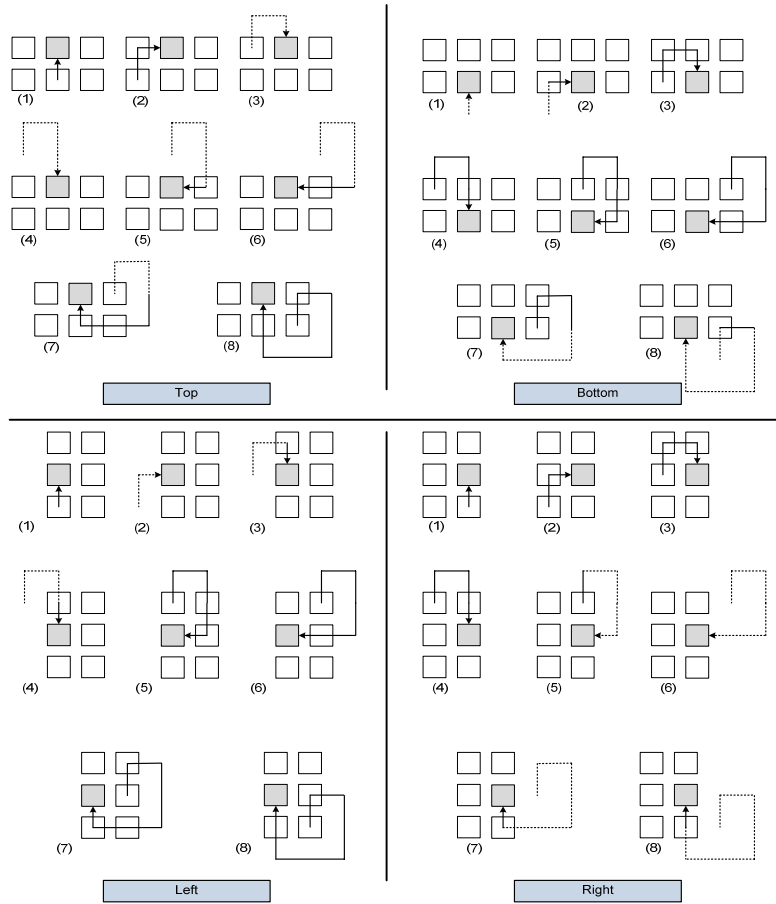 (1) (2) (3)
(4) (5) (6)
(7) (8)
Top
(1) (2) (3)
(4) (5) (6)
(7) (8)
Bottom
(1) (2) (3)
(4) (5) (6)
(7) (8)
Left
(1) (2) (3)
(4) (5) (6)
(7) (8)
Right